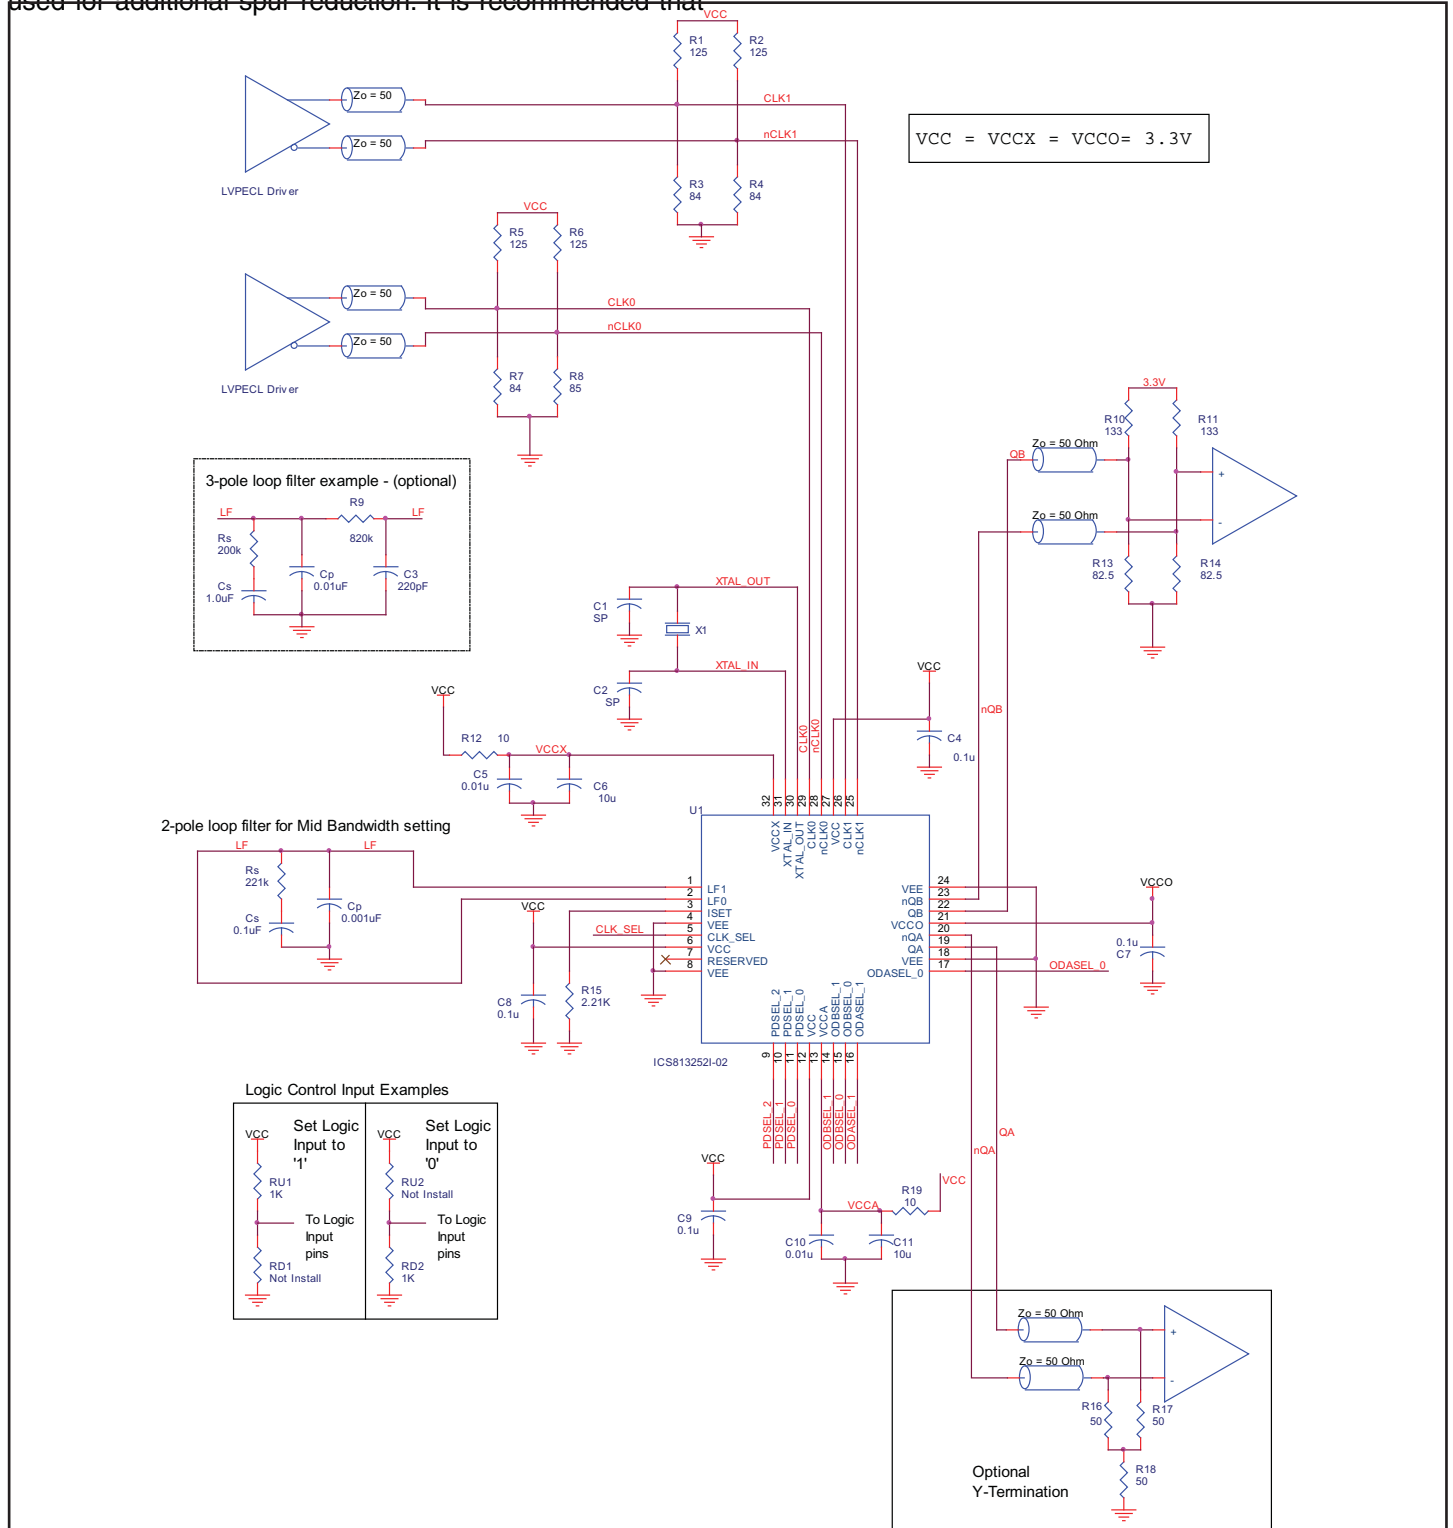 used for additional spur reduction. It is recommended that
VCC
R1
125
R2
125
Zo = 50
CLK1
Zo = 50
nCLK1
VCC = VCCX = VCCO= 3.3V
LVPECL Driver
R3
84
R4
84
VCC
R5
125
R6
125
Zo = 50
CLK0
Zo = 50
nCLK0
LVPECL Driver
R7
84
R8
85
3.3V
R10
133
R11
133
Zo = 50 Ohm
QB
+
Zo = 50 Ohm
-
R13
82.5
R14
82.5
3-pole loop filter example - (optional)
LF
R9
820k
LF
Rs
200k
Cs
1.0uF
Cp
0.01uF
C3
220pF
XTAL_OUT
C1
SP
X1
XTAL_IN
C2
SP
VCC
R12 10
VCCX
C5
0.01u
C6
10u
CLK0
nCLK0
VCC
C4
0.1u
nQB
2-pole loop filter for Mid Bandwidth setting
LF
LF
Rs
221k
Cs
0.1uF
Cp
0.001uF
U1
32
31
30
29
28
27
26
25
VCCX
XTAL_IN
XTAL_OUT
CLK0
nCLK0
VCC
CLK1
nCLK1
1 LF1
2 LF0
3 ISET
4 VEE
5 CLK_SEL
6 VCC
7 RESERVED
8 VEE
CLK_SEL
VCC
C8
0.1u
R15
2.21K
24 VEE
23 nQB
22 QB
21 VCCO
20 nQA
19 QA
18 VEE
17 ODASEL_0
ODASEL_0
VCCO
0.1u
C7
PDSEL_2
PDSEL_1
PDSEL_0
VCC
VCCA
ODBSEL_1
ODBSEL_0
ODASEL_1
9
10
11
12
13
14
15
16
ICS813252I-02
PDSEL_2
PDSEL_1
PDSEL_0
ODBSEL_1
ODBSEL_0
ODASEL_1
Logic Control Input Examples
VCC
Set Logic
Input to
'1'
RU1
1K
To Logic
Input
pins
RD1
Not Install
VCC
Set Logic
Input to
'0'
RU2
Not Install
To Logic
Input
pins
RD2
1K
VCC
C9
0.1u
VCCA
R19
10
VCC
C10
0.01u
C11
10u
nQA
QA
Zo = 50 Ohm
+
Zo = 50 Ohm
-
R16
50
R17
50
R18
50
Optional
Y-Termination